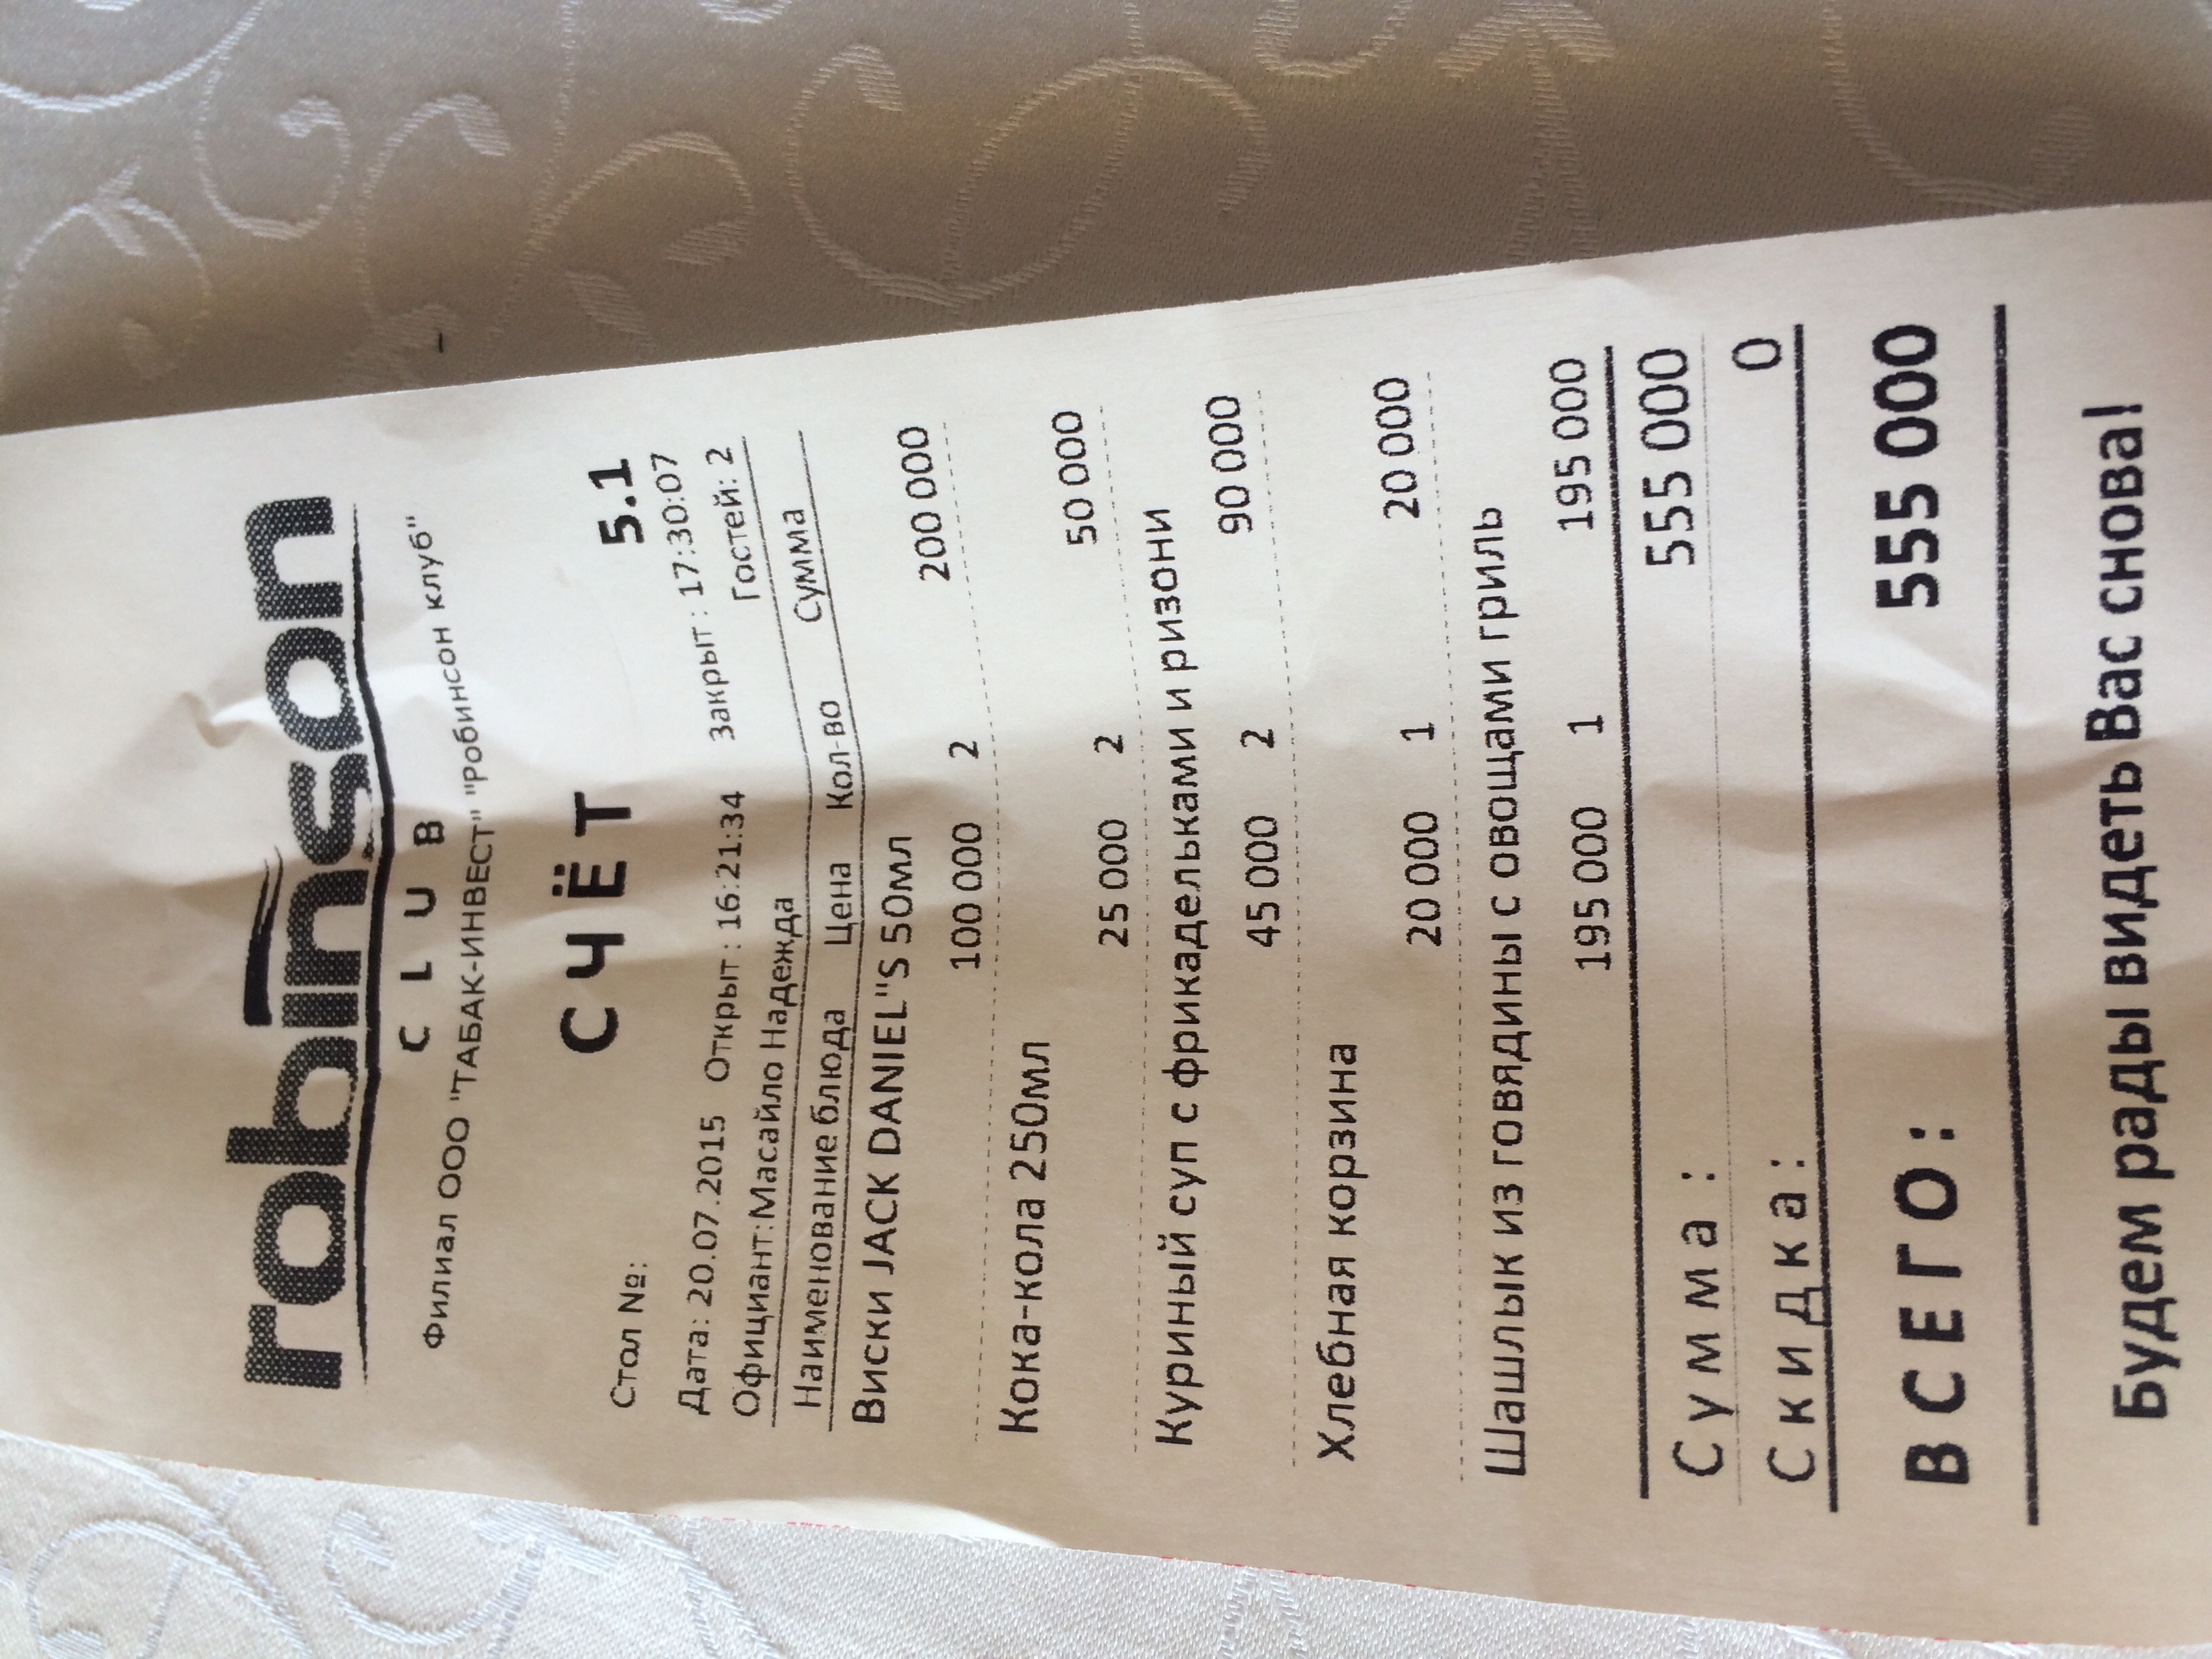 robinson
CLUB
Филиал ООО "ТАБАК-ИНВЕСТ" "Робинсон клуб"
СЧЁТ
Стол №: 5.1
Дата: 20.07.2015 Открыт : 16:21:34 Закрыт : 17:30:07
Официант:Масайло Надежда Гостей: 2
Наименование блюда Цена Кол-во Сумма
Виски JACK DANIEL"S 50мл
100 000 2 200 000
Кока-кола 250мл
25 000 2 50 000
Куриный суп с фрикадельками и ризони
45 000 2 90 000
Хлебная корзина
20 000 1 20 000
Шашлык из говядины с овощами гриль
195 000 1 195 000
Сумма: 555 000
Скидка: 0
ВСЕГО: 555 000
Будем рады видеть Вас снова!